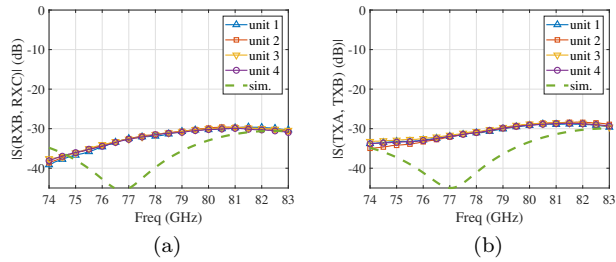 0
-10
-20
-30
-40
|S(RXB, RXC)| (dB)
unit 1
unit 2
unit 3
unit 4
sim.
74 75 76 77 78 79 80 81 82 83
Freq (GHz)
(a)
0
-10
-20
-30
-40
|S(TXA, TXB) (dB)|
unit 1
unit 2
unit 3
unit 4
sim.
74 75 76 77 78 79 80 81 82 83
Freq (GHz)
(b)